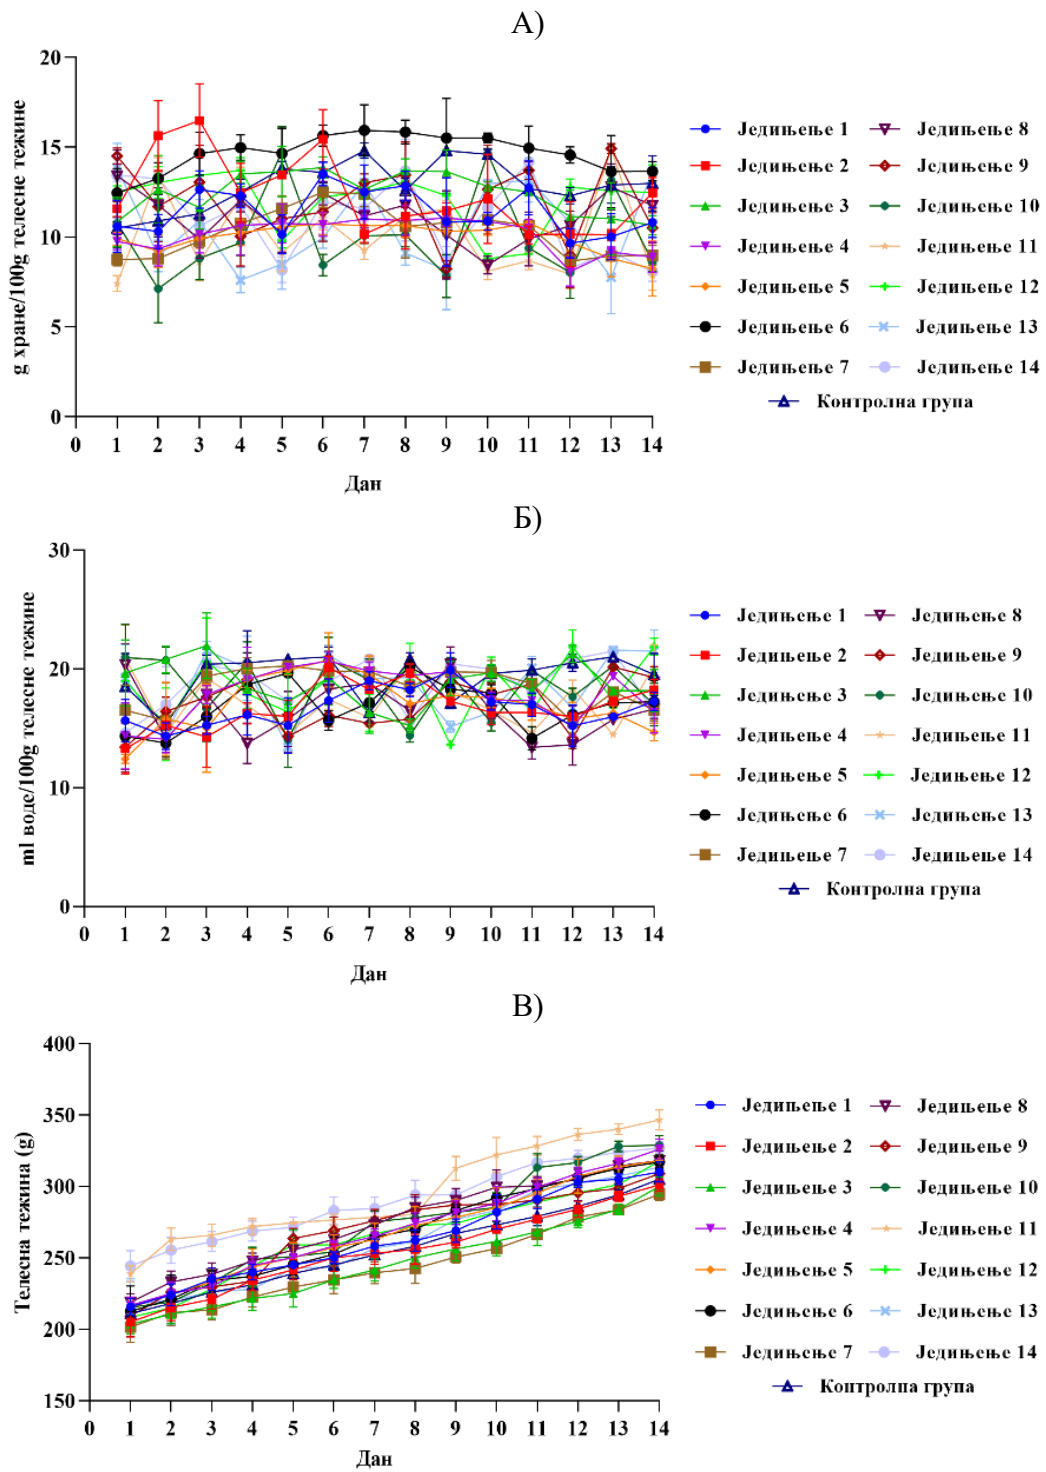 А)
g хране/100g телесне тежине
20
15
10
5
0
0 1 2 3 4 5 6 7 8 9 10 11 12 13 14
Дан
Једињење 1 Једињење 8
Једињење 2 Једињење 9
Једињење 3 Једињење 10
Једињење 4 Једињење 11
Једињење 5 Једињење 12
Једињење 6 Једињење 13
Једињење 7 Једињење 14
Контролна група
Б)
ml воде/100g телесне тежине
30
20
10
0
0 1 2 3 4 5 6 7 8 9 10 11 12 13 14
Дан
Једињење 1 Једињење 8
Једињење 2 Једињење 9
Једињење 3 Једињење 10
Једињење 4 Једињење 11
Једињење 5 Једињење 12
Једињење 6 Једињење 13
Једињење 7 Једињење 14
Контролна група
В)
Телесна тежина (g)
400
350
300
250
200
150
0 1 2 3 4 5 6 7 8 9 10 11 12 13 14
Дан
Једињење 1 Једињење 8
Једињење 2 Једињење 9
Једињење 3 Једињење 10
Једињење 4 Једињење 11
Једињење 5 Једињење 12
Једињење 6 Једињење 13
Једињење 7 Једињење 14
Контролна група